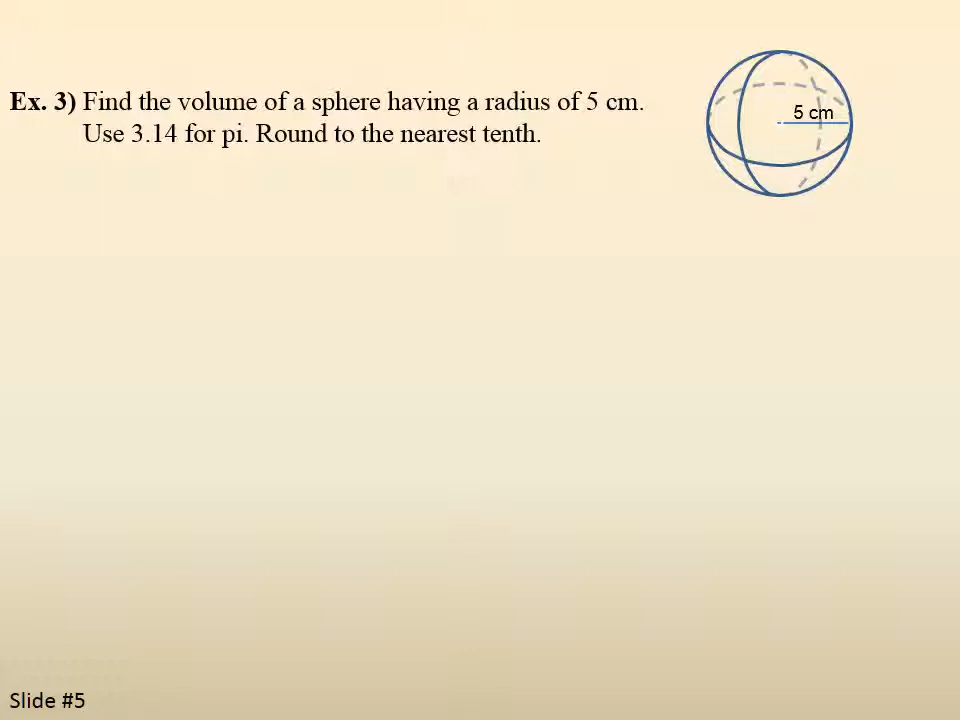 Ex. 3) Find the volume of a sphere having a radius of 5 cm.
Use 3.14 for pi. Round to the nearest tenth.
5 cm
Slide #5